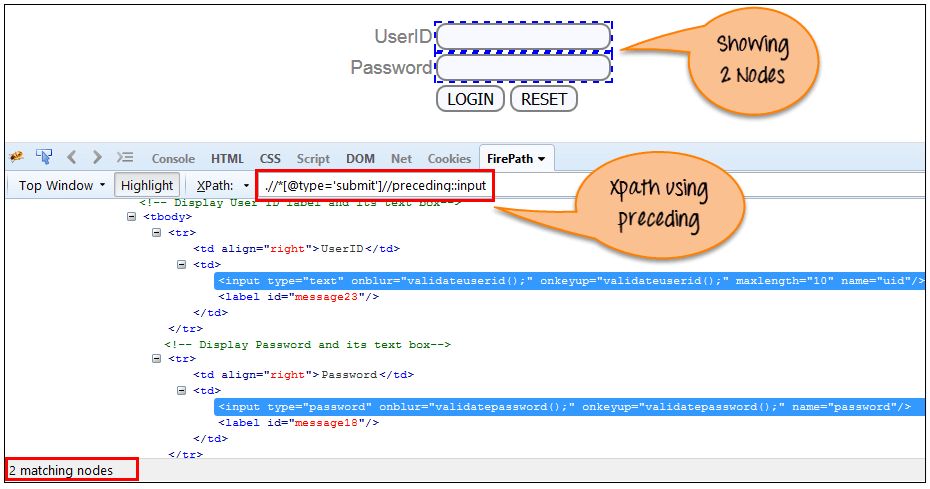 UserID
Password
LOGIN RESET
Showing
2 Nodes
Console HTML CSS Script DOM Net Cookies FirePath
Top Window Highlight XPath: .//*[@type='submit']//preceding::input
Xpath using
preceding
<!-- Display User ID label and its text box-->
<tbody>
<tr>
<td align="right">UserID</td>
<td>
<input type="text" onblur="validateuserid();" onkeyup="validateuserid();" maxlength="10" name="uid"/>
<label id="message23"/>
</td>
</tr>
<!-- Display Password and its text box-->
<tr>
<td align="right">Password</td>
<td>
<input type="password" onblur="validatepassword();" onkeyup="validatepassword();" name="password"/>
<label id="message18"/>
</td>
</tr>
2 matching nodes